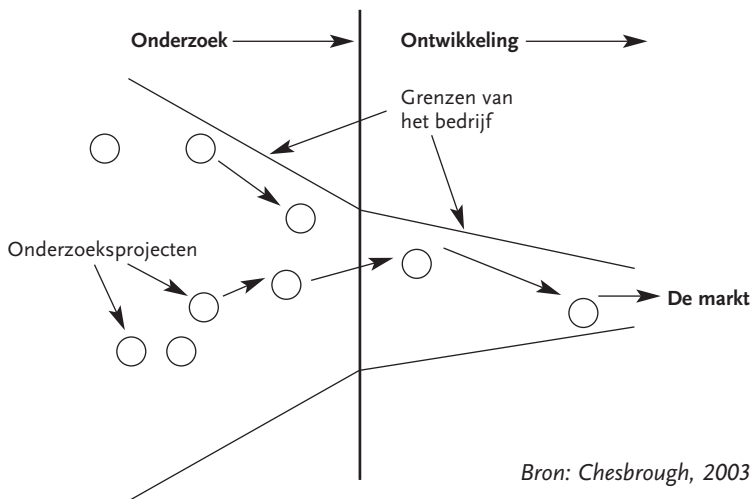 Onderzoek
Ontwikkeling
Grenzen van
het bedrijf
Onderzoeksprojecten
De markt
Bron: Chesbrough, 2003